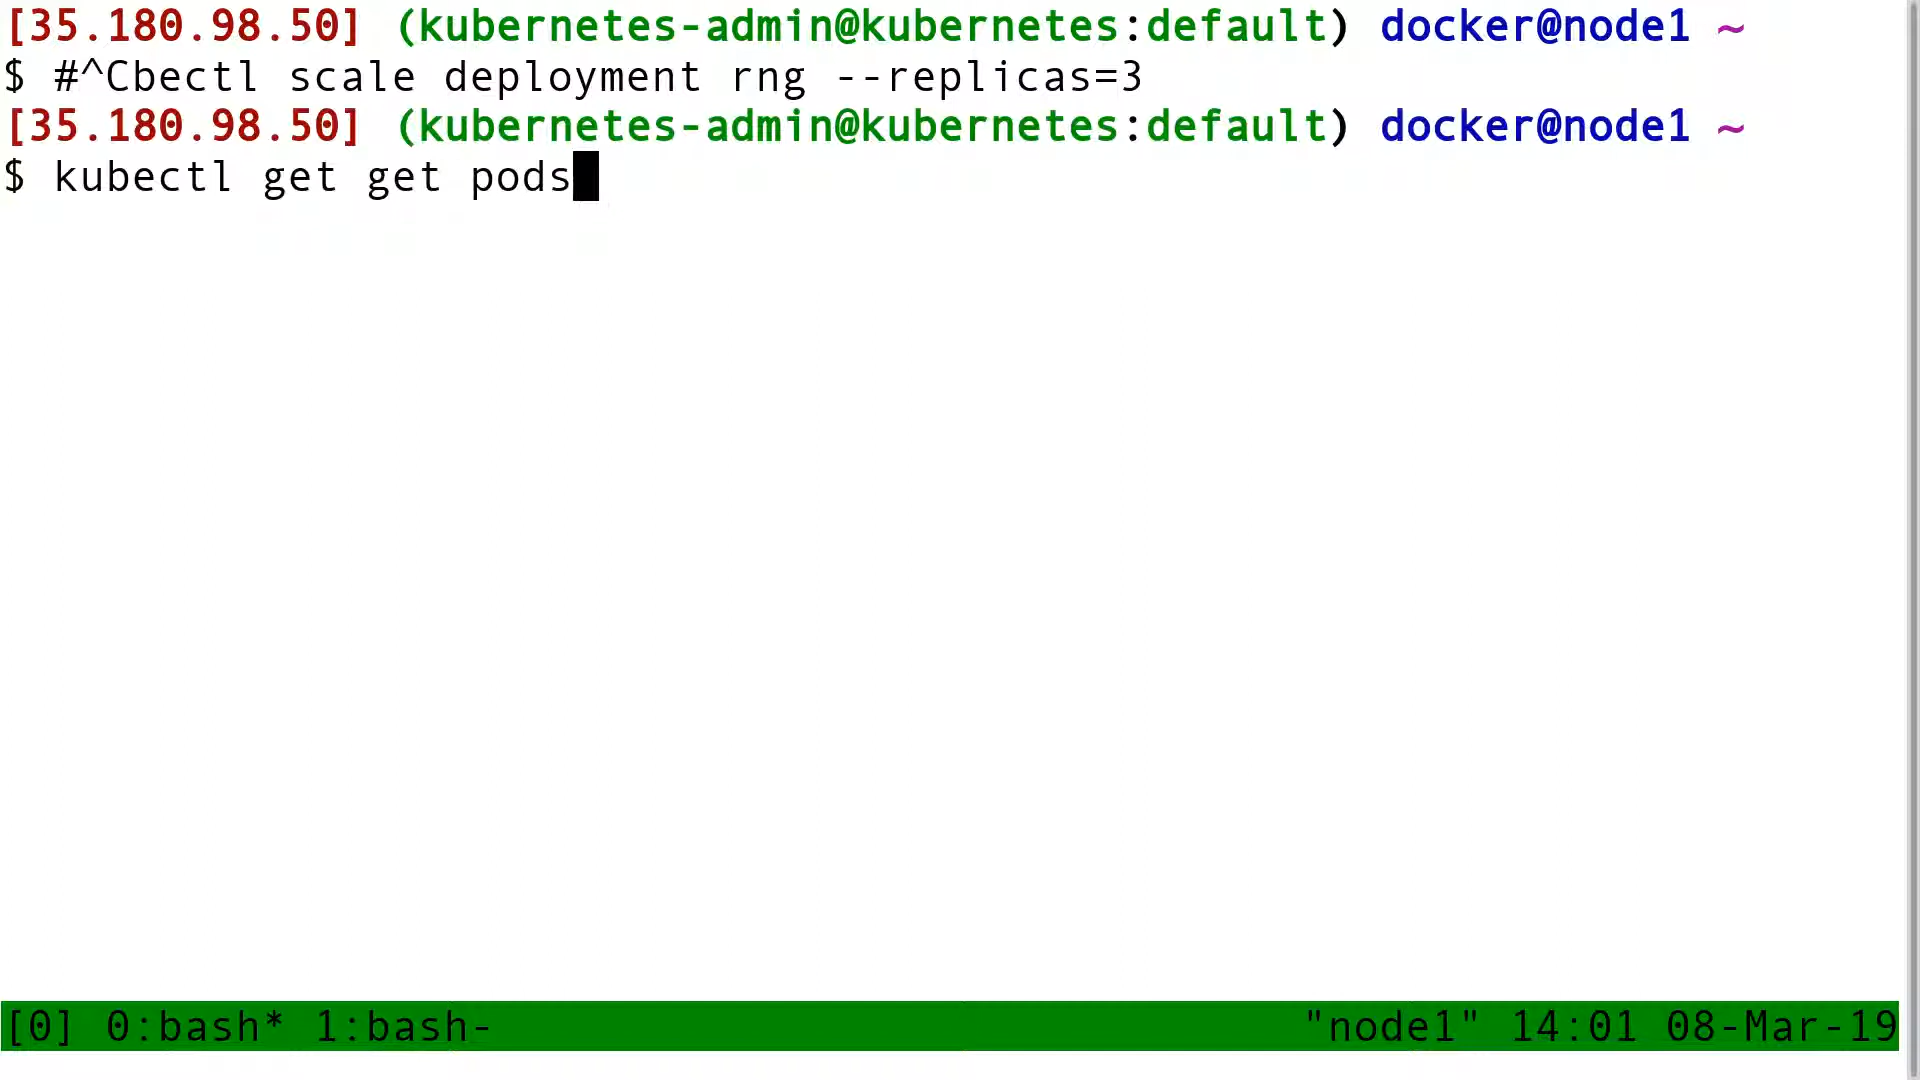 [35.180.98.50] (kubernetes-admin@kubernetes:default) docker@node1 ~
$ #^Cbectl scale deployment rng --replicas=3
[35.180.98.50] (kubernetes-admin@kubernetes:default) docker@node1 ~
$ kubectl get get pods
[0] 0:bash* 1:bash- "node1" 14:01 08-Mar-19